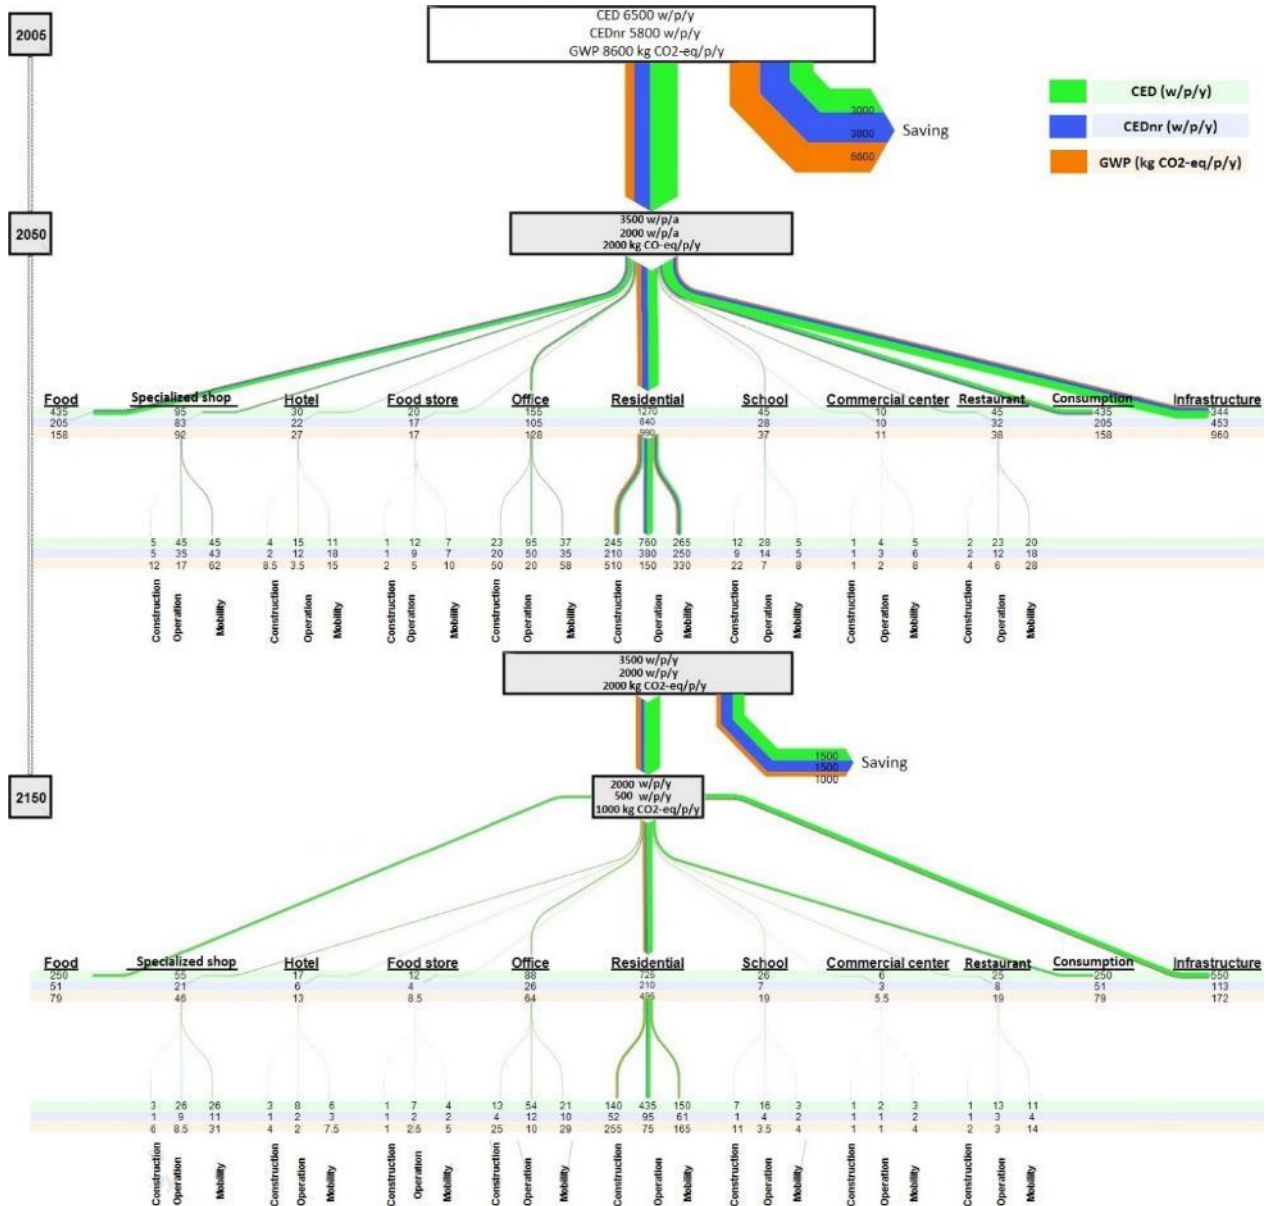 2005
CED 6500 w/p/y
CEDnr 5800 w/p/y
GWP 8600 kg CO2-eq/p/y
3000
3800
6600
Saving
CED (w/p/y)
CEDnr (w/p/y)
GWP (kg CO2-eq/p/y)
2050
3500 w/p/a
2000 w/p/a
2000 kg CO-eq/p/y
Food Specialized shop Hotel Food store Office Residential School Commercial center Restaurant Consumption Infrastructure
435 95 30 20 155 1270 45 10 45 435 344
205 83 22 17 105 840 28 10 32 205 453
158 92 27 17 128 990 37 11 38 158 960
5 45 45 4 15 11 1 12 7 23 95 37 245 760 265 12 28 5 1 4 5 2 23 20
5 35 43 2 12 18 1 9 7 20 50 35 210 380 250 9 14 5 1 3 6 2 12 18
12 17 62 8.5 3.5 15 2 5 10 50 20 58 510 150 330 22 7 8 1 2 8 4 6 28
Construction Operation Mobility Construction Operation Mobility Construction Operation Mobility Construction Operation Mobility Construction Operation Mobility Construction Operation Mobility Construction Operation Mobility Construction Operation Mobility
3500 w/p/y
2000 w/p/y
2000 kg CO2-eq/p/y
1500
1500
1000
Saving
2150
2000 w/p/y
500 w/p/y
1000 kg CO2-eq/p/y
Food Specialized shop Hotel Food store Office Residential School Commercial center Restaurant Consumption Infrastructure
250 55 17 12 88 725 26 6 25 250 550
51 21 6 4 26 210 7 3 8 51 113
79 46 13 8.5 64 495 19 5.5 19 79 172
3 26 26 3 8 6 1 7 4 13 54 21 140 435 150 7 16 3 1 2 3 1 13 11
1 9 11 1 2 3 1 2 2 4 12 10 52 95 61 1 4 2 1 1 2 1 3 4
6 8.5 31 4 2 7.5 1 2.5 5 25 10 29 255 75 165 11 3.5 4 1 1 4 2 3 14
Construction Operation Mobility Construction Operation Mobility Construction Operation Mobility Construction Operation Mobility Construction Operation Mobility Construction Operation Mobility Construction Operation Mobility Construction Operation Mobility